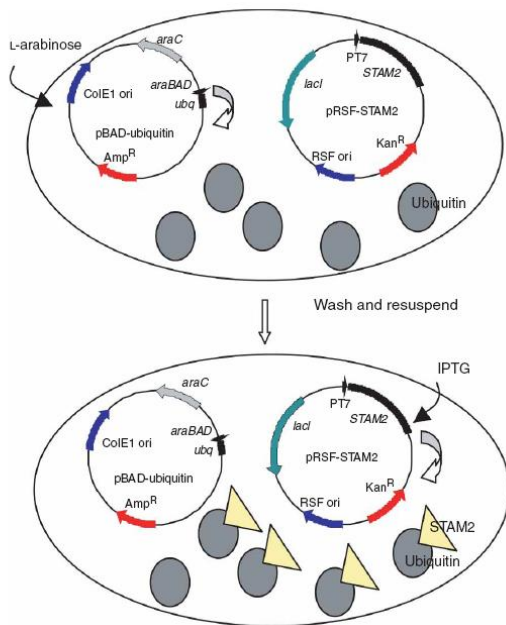 L-arabinose
araC
ColE1 ori
araBAD
ubq
pBAD-ubiquitin
AmpR
PT7
STAM2
lacI
pRSF-STAM2
KanR
RSF ori
Ubiquitin
Wash and resuspend
IPTG
araC
ColE1 ori
araBAD
ubq
pBAD-ubiquitin
AmpR
PT7
STAM2
lacI
pRSF-STAM2
KanR
RSF ori
STAM2
Ubiquitin